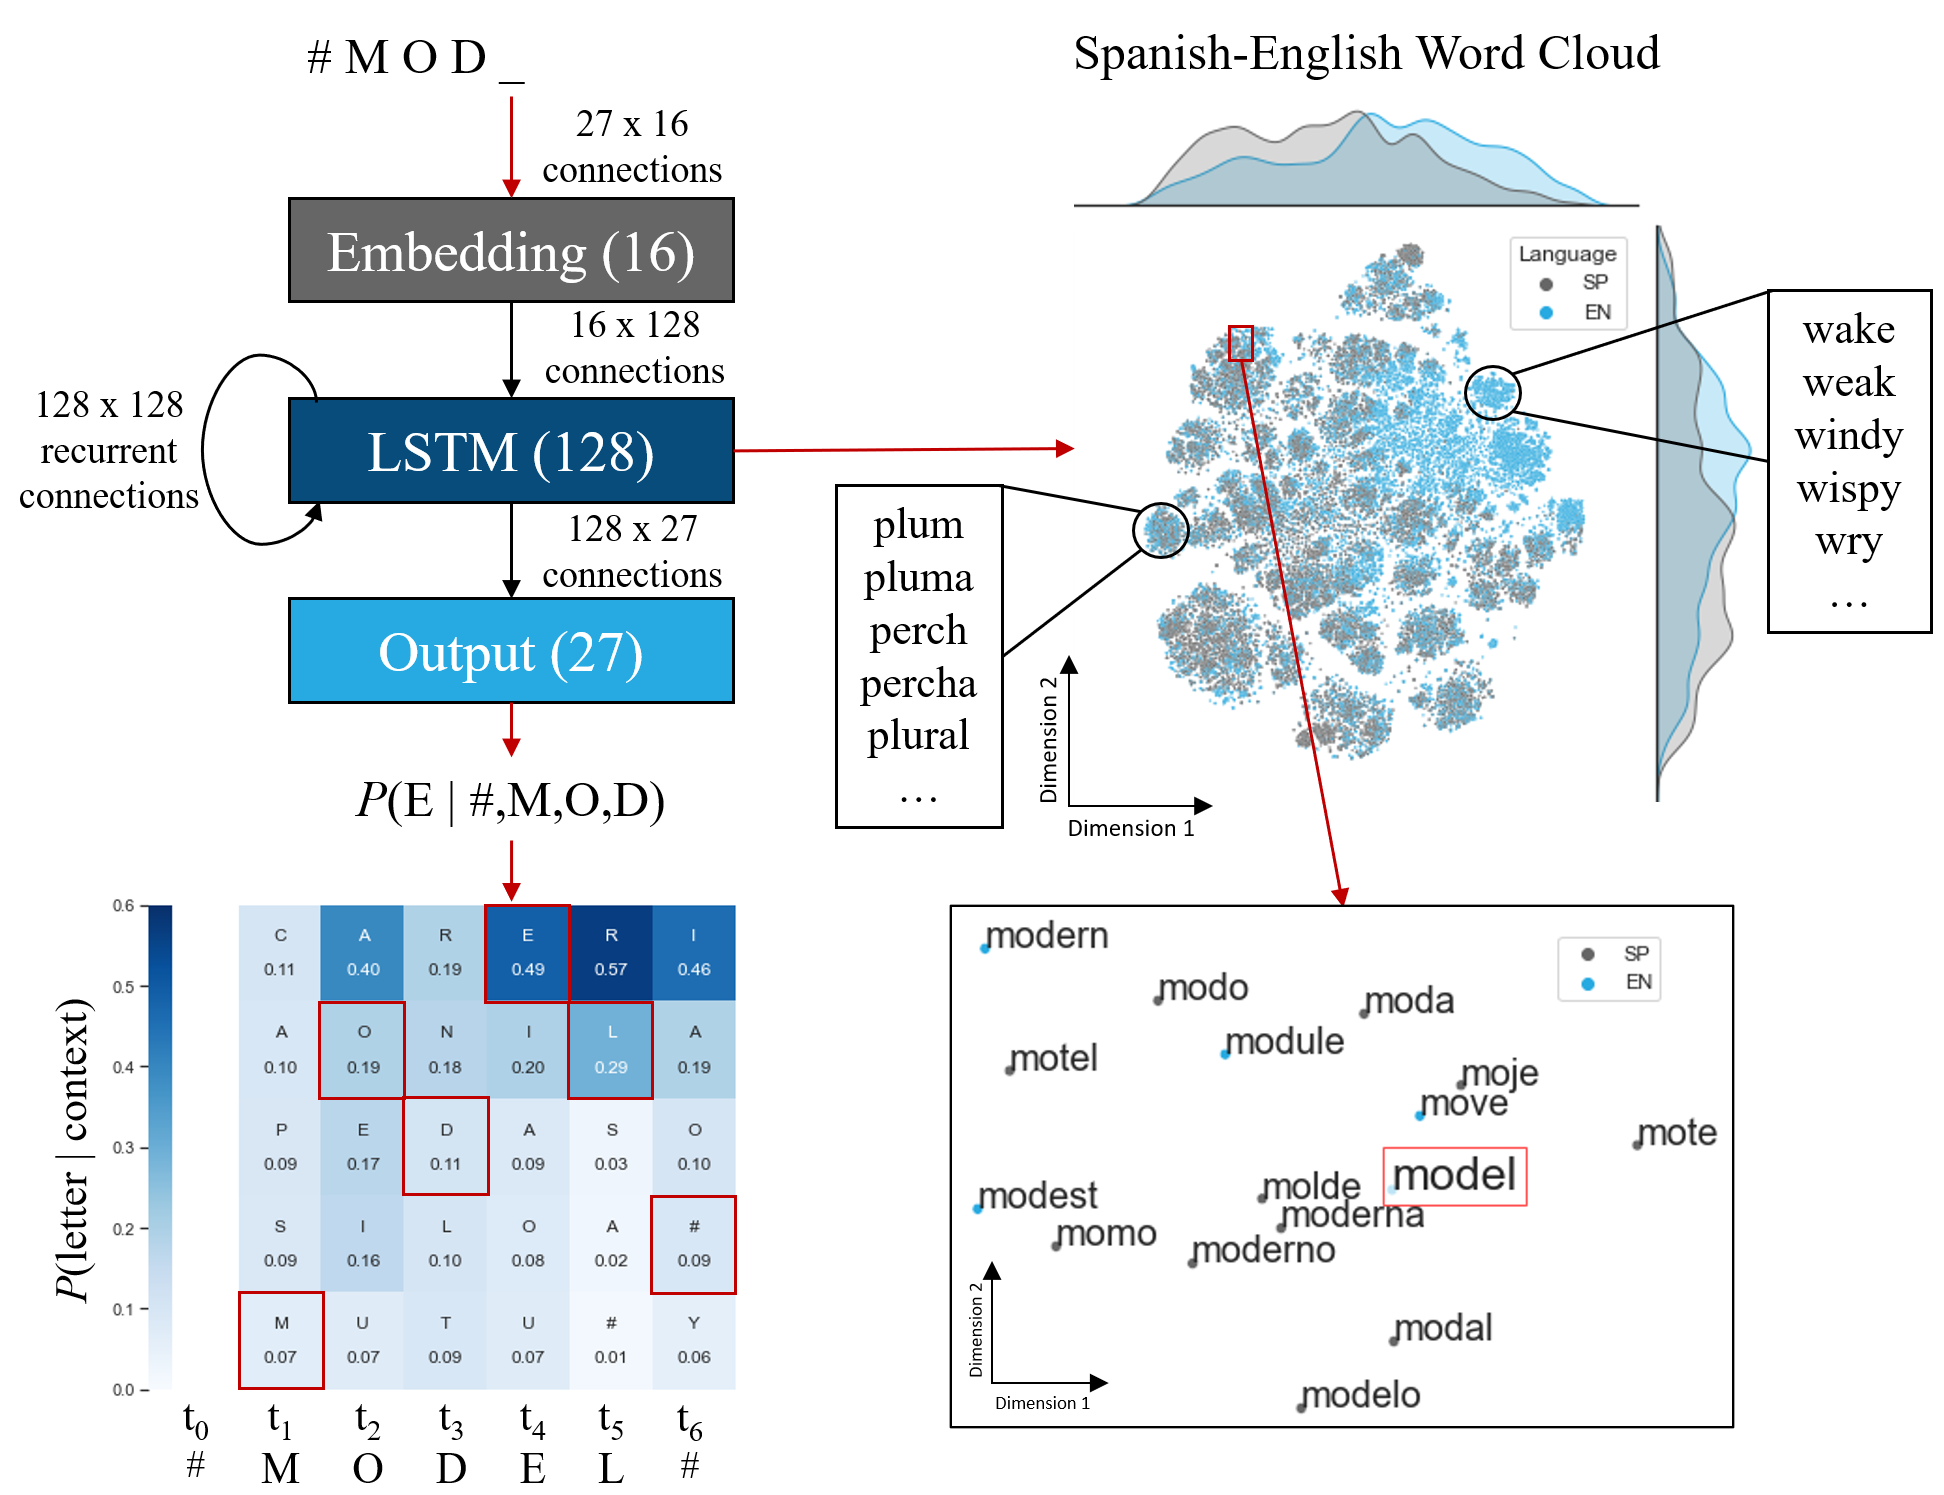 # M O D _
27 x 16
connections
Embedding (16)
16 x 128
connections
128 x 128
recurrent
connections
LSTM (128)
128 x 27
connections
Output (27)
P(E | #,M,O,D)
P(letter | context)
0.6
0.5
0.4
0.3
0.2
0.1
0.0
C A R E R I
0.11 0.40 0.19 0.49 0.57 0.46
A O N I L A
0.10 0.19 0.18 0.20 0.29 0.19
P E D A S O
0.09 0.17 0.11 0.09 0.03 0.10
S I L O A #
0.09 0.16 0.10 0.08 0.02 0.09
M U T U # Y
0.07 0.07 0.09 0.07 0.01 0.06
t0 t1 t2 t3 t4 t5 t6
# M O D E L #
Spanish-English Word Cloud
Language
SP
EN
wake
weak
windy
wispy
wry
…
plum
pluma
perch
percha
plural
…
Dimension 2
Dimension 1
SP
EN
modern
modo
moda
module
motel
moje
move
mote
model
molde
modest
moderna
momo
moderno
modal
modelo
Dimension 2
Dimension 1